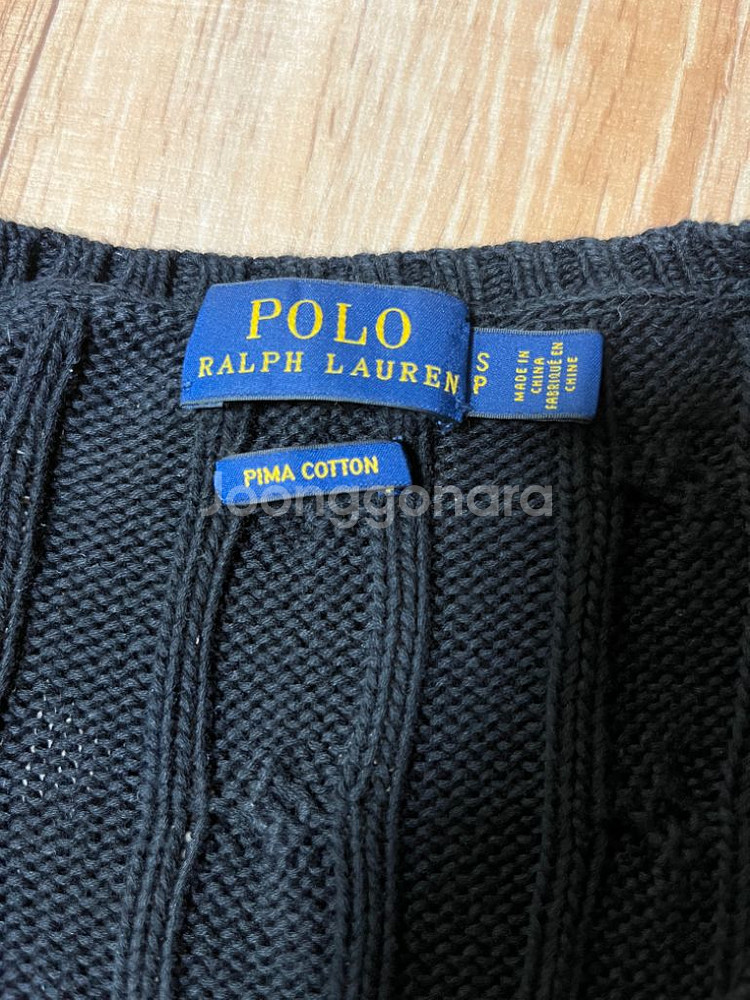 POLO
RALPH LAUREN
S
P
MADE IN
CHINA
FABRIQUÉ EN
CHINE
PIMA COTTON
Joonggonara